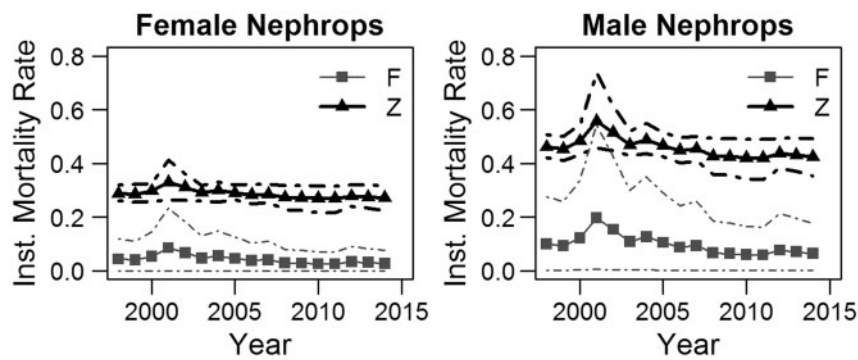 Female Nephrops
Inst. Mortality Rate
0.8
0.6
0.4
0.2
0.0
F
Z
2000
2005
2010
2015
Year
Male Nephrops
Inst. Mortality Rate
0.8
0.6
0.4
0.2
0.0
F
Z
2000
2005
2010
2015
Year